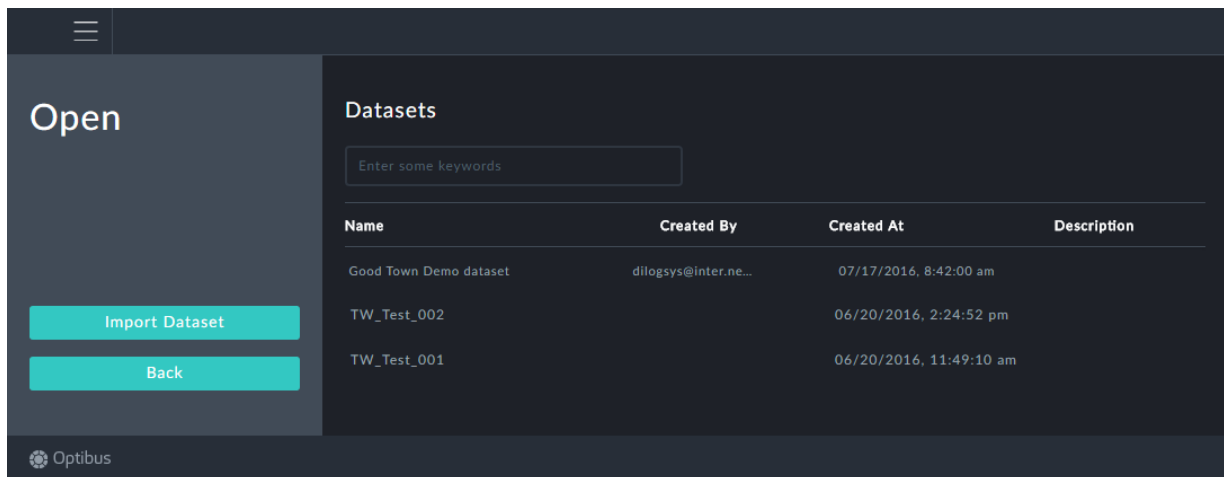 Open
Import Dataset
Back
Datasets
Enter some keywords
Name Created By Created At Description
Good Town Demo dataset dilogsys@inter.ne... 07/17/2016, 8:42:00 am
TW_Test_002 06/20/2016, 2:24:52 pm
TW_Test_001 06/20/2016, 11:49:10 am
Optibus